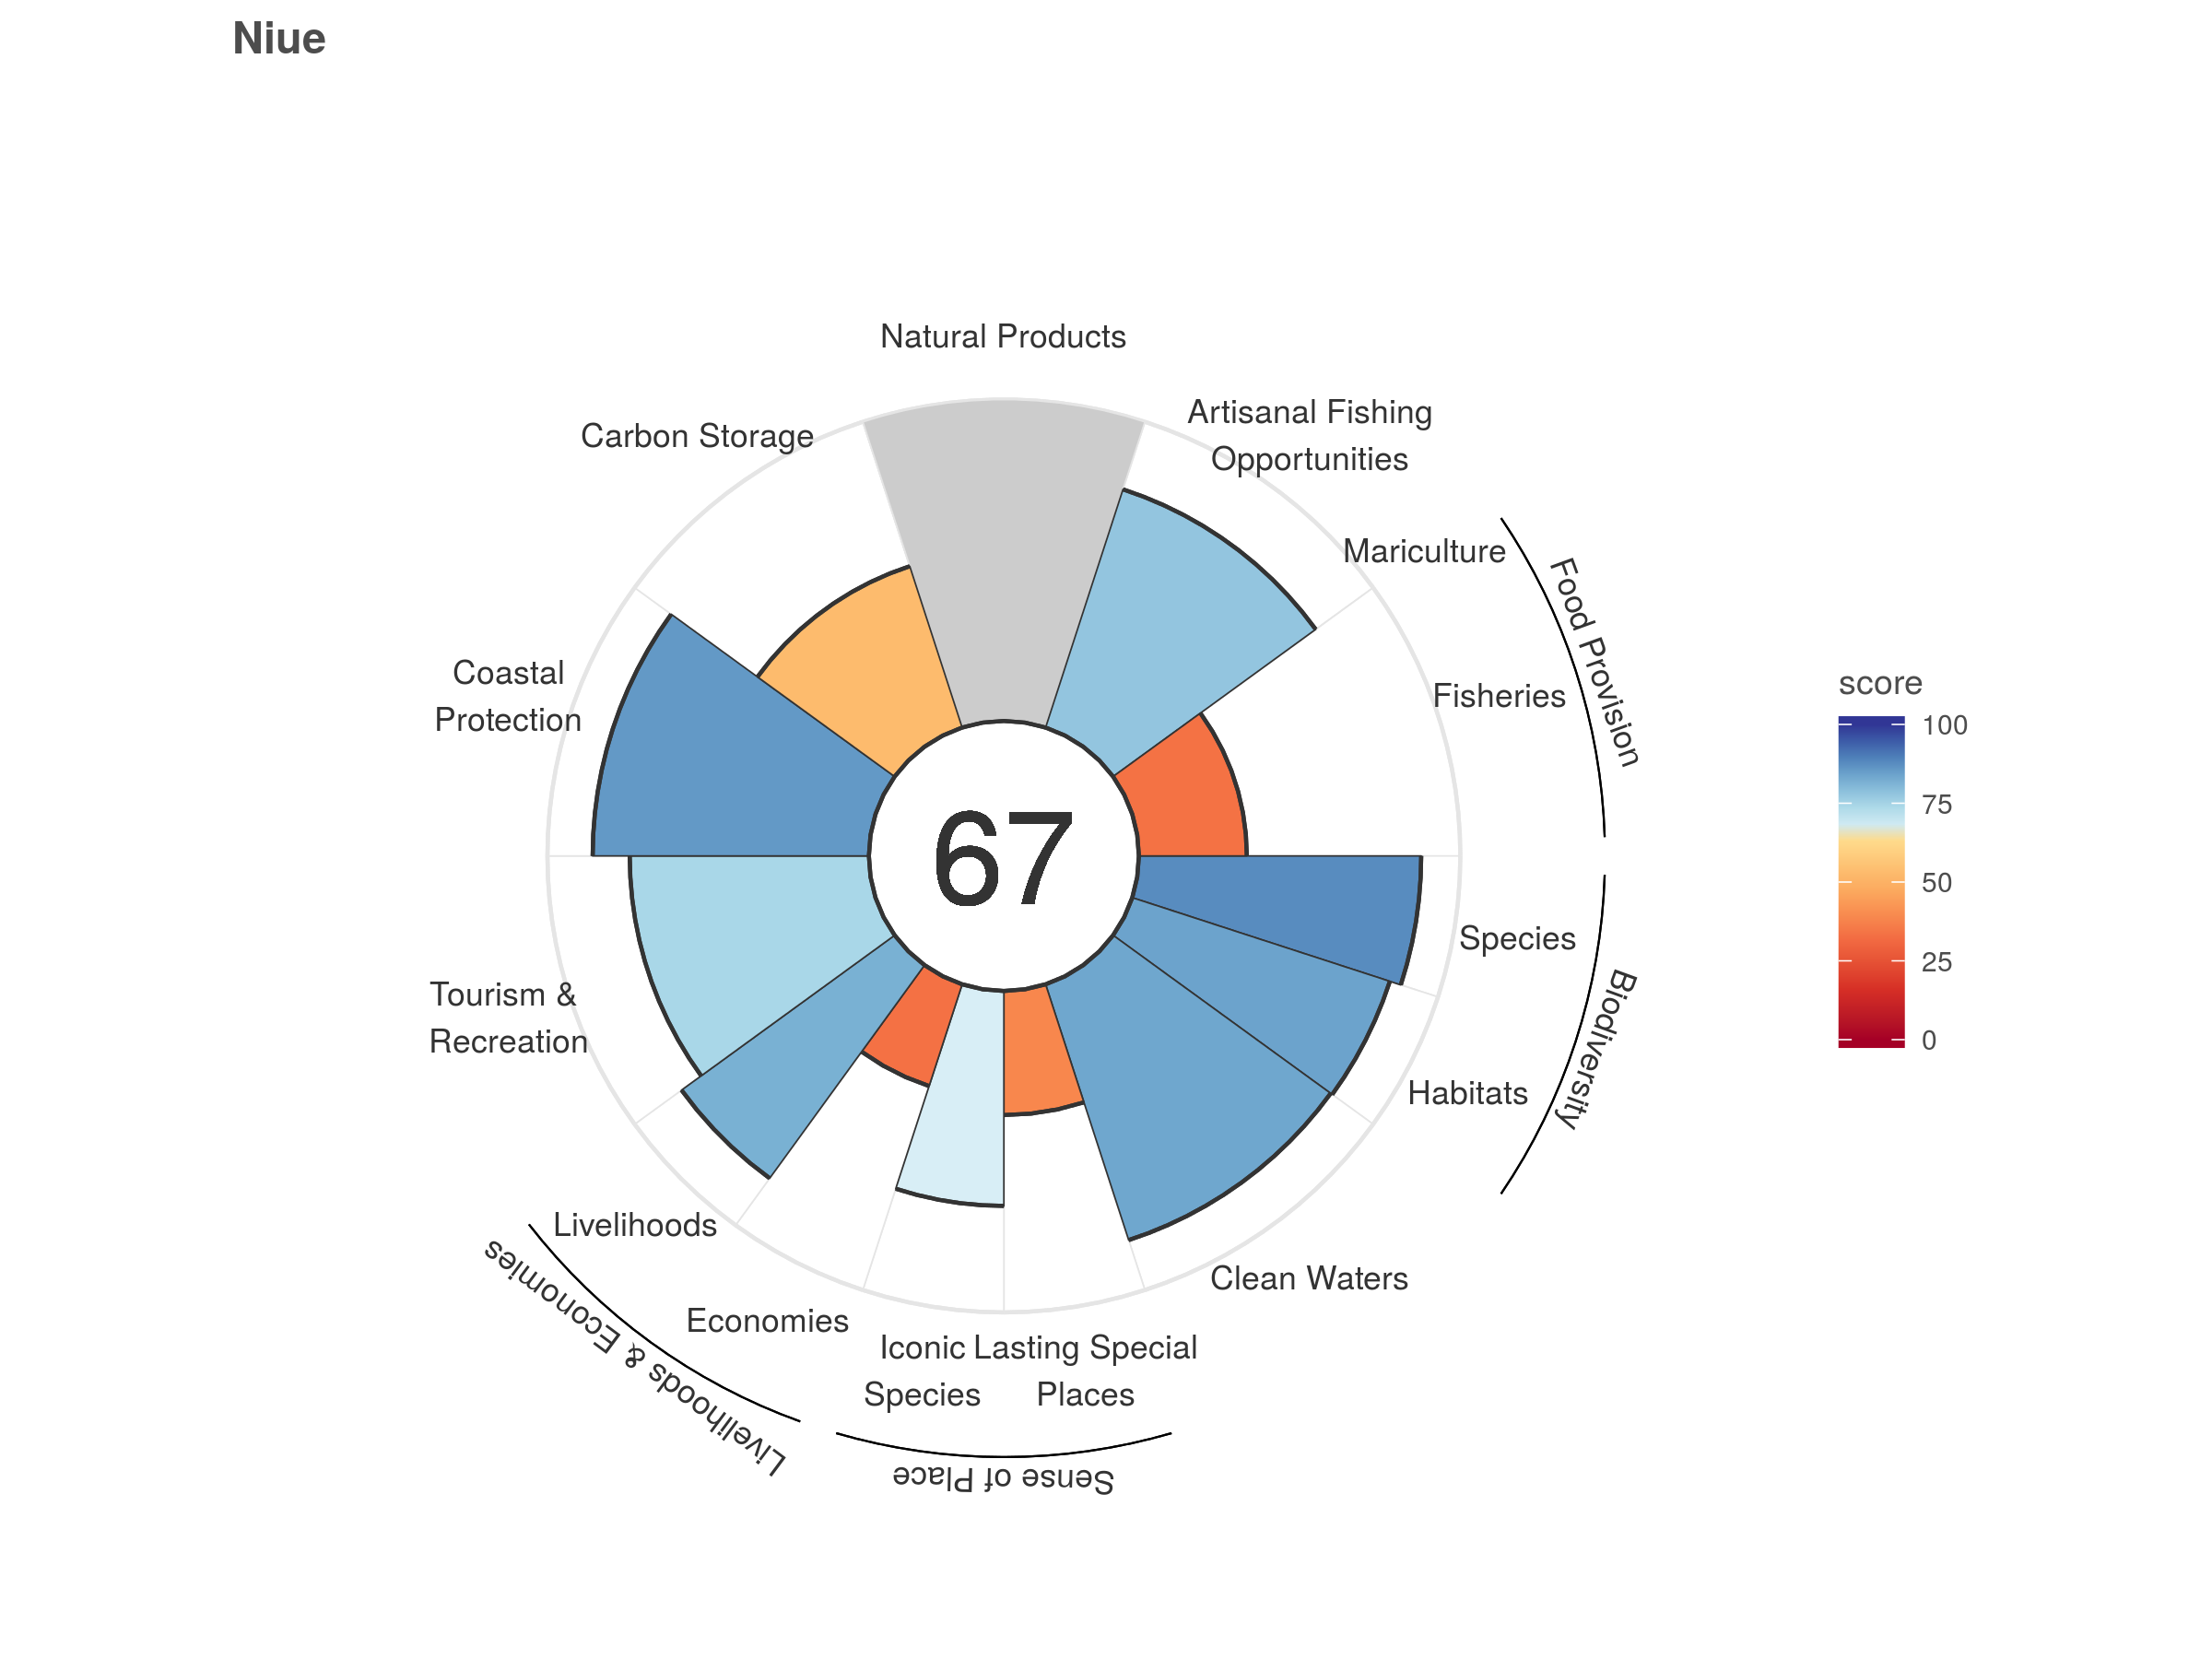 Niue
Natural Products
Carbon Storage
Artisanal Fishing
Opportunities
Mariculture
Food Provision
Fisheries
Coastal
Protection
67
score
100
75
50
25
0
Species
Biodiversity
Habitats
Tourism &
Recreation
Livelihoods
Livelihoods & Economies
Economies
Clean Waters
Iconic
Species
Lasting Special
Places
Sense of Place